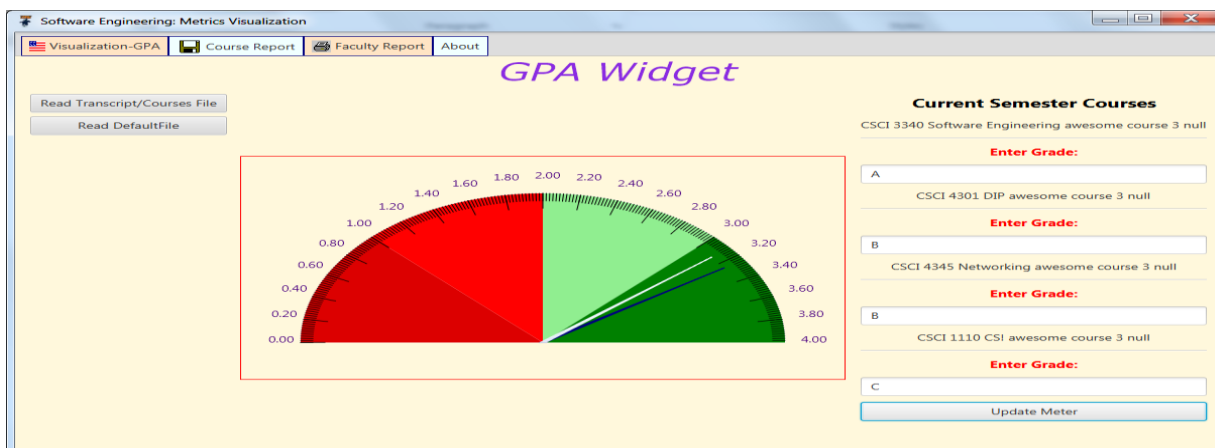 Software Engineering: Metrics Visualization
Visualization-GPA Course Report Faculty Report About
GPA Widget
Read Transcript/Courses File
Read DefaultFile
0.00
0.20
0.40
0.60
0.80
1.00
1.20
1.40
1.60
1.80
2.00
2.20
2.40
2.60
2.80
3.00
3.20
3.40
3.60
3.80
4.00
Current Semester Courses
CSCI 3340 Software Engineering awesome course 3 null
Enter Grade:
A
CSCI 4301 DIP awesome course 3 null
Enter Grade:
B
CSCI 4345 Networking awesome course 3 null
Enter Grade:
B
CSCI 1110 CSI awesome course 3 null
Enter Grade:
C
Update Meter